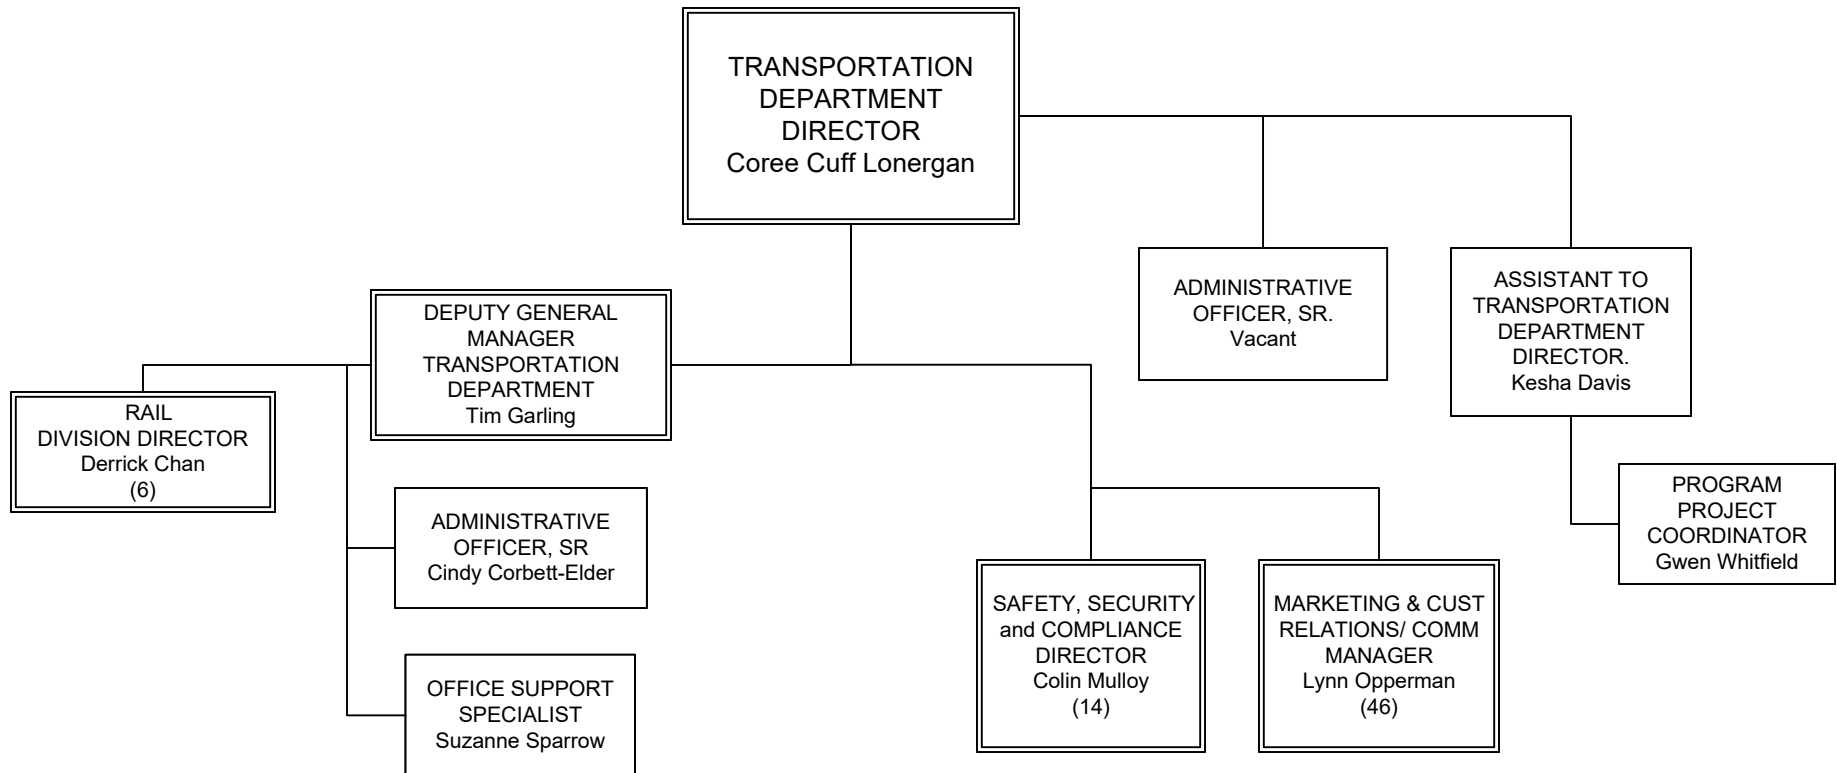 TRANSPORTATION
DEPARTMENT
DIRECTOR
Coree Cuff Lonergan
ADMINISTRATIVE
OFFICER, SR.
Vacant
ASSISTANT TO
TRANSPORTATION
DEPARTMENT
DIRECTOR.
Kesha Davis
DEPUTY GENERAL
MANAGER
TRANSPORTATION
DEPARTMENT
Tim Garling
RAIL
DIVISION DIRECTOR
Derrick Chan
(6)
ADMINISTRATIVE
OFFICER, SR
Cindy Corbett-Elder
PROGRAM
PROJECT
COORDINATOR
Gwen Whitfield
SAFETY, SECURITY
and COMPLIANCE
DIRECTOR
Colin Mulloy
(14)
MARKETING & CUST
RELATIONS/ COMM
MANAGER
Lynn Opperman
(46)
OFFICE SUPPORT
SPECIALIST
Suzanne Sparrow